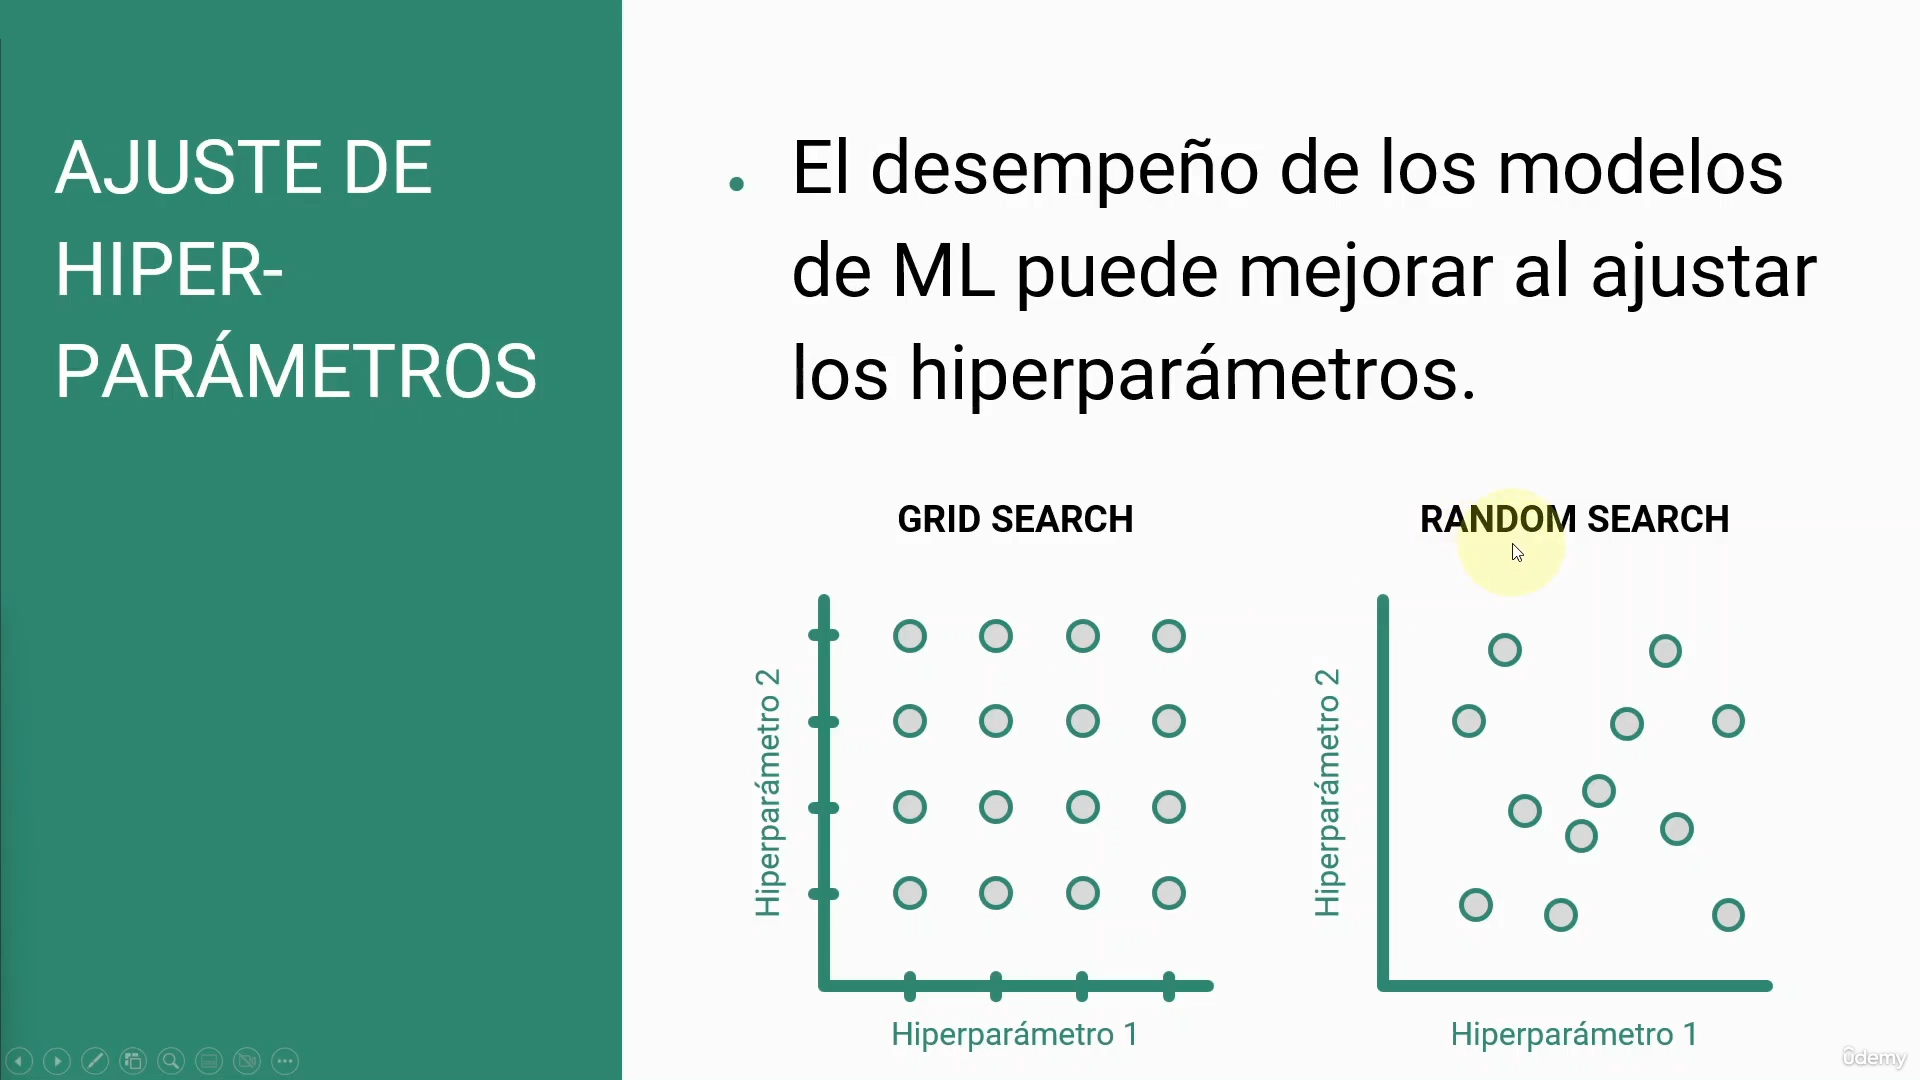 AJUSTE DE
HIPER-
PARÁMETROS
• El desempeño de los modelos
de ML puede mejorar al ajustar
los hiperparámetros.
GRID SEARCH
Hiperparámetro 2
Hiperparámetro 1
RANDOM SEARCH
Hiperparámetro 2
Hiperparámetro 1
ûdemy